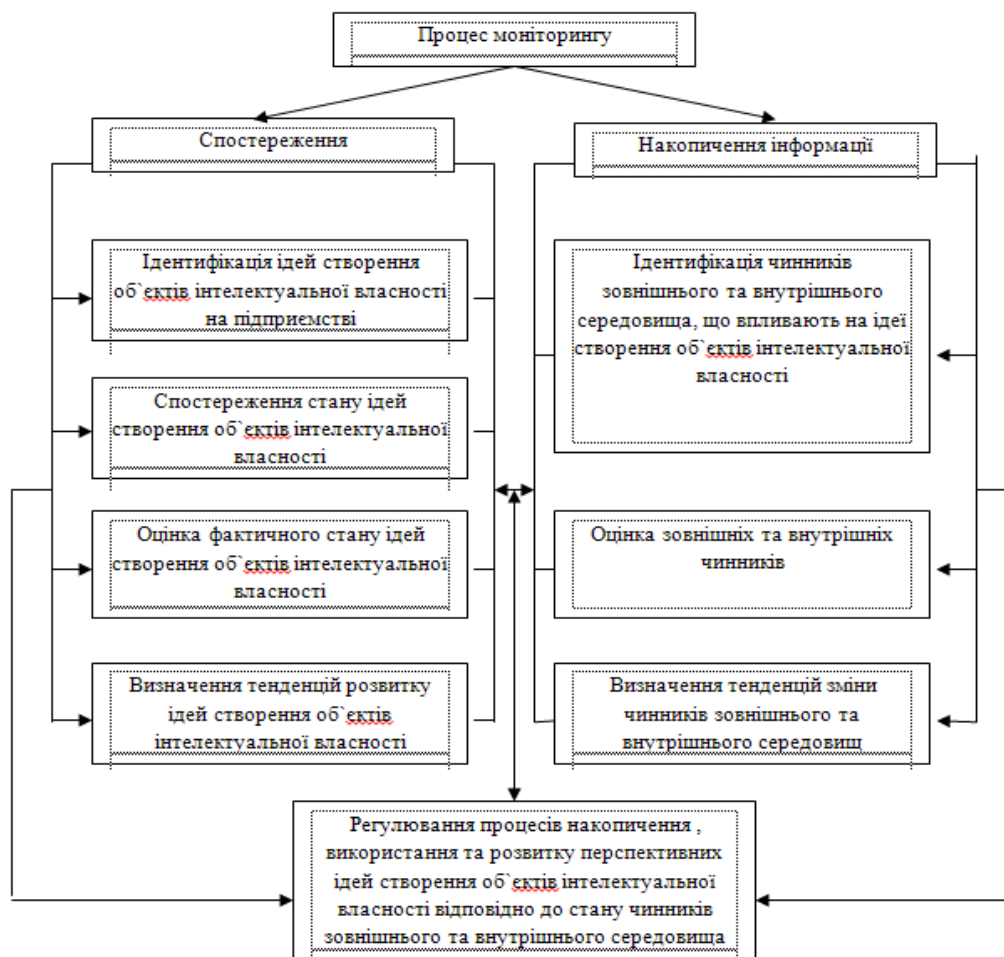 Процес моніторингу
Спостереження
Накопичення інформації
Ідентифікація ідей створення
об`єктів інтелектуальної власності
на підприємстві
Ідентифікація чинників
зовнішнього та внутрішнього
середовища, що впливають на ідеї
створення об`єктів інтелектуальної
власності
Спостереження стану ідей
створення об`єктів інтелектуальної
власності
Оцінка фактичного стану ідей
створення об`єктів інтелектуальної
власності
Оцінка зовнішніх та внутрішніх
чинників
Визначення тенденцій розвитку
ідей створення об`єктів
інтелектуальної власності
Визначення тенденцій зміни
чинників зовнішнього та
внутрішнього середовищ
Регулювання процесів накопичення ,
використання та розвитку перспективних
ідей створення об`єктів інтелектуальної
власності відповідно до стану чинників
зовнішнього та внутрішнього середовища